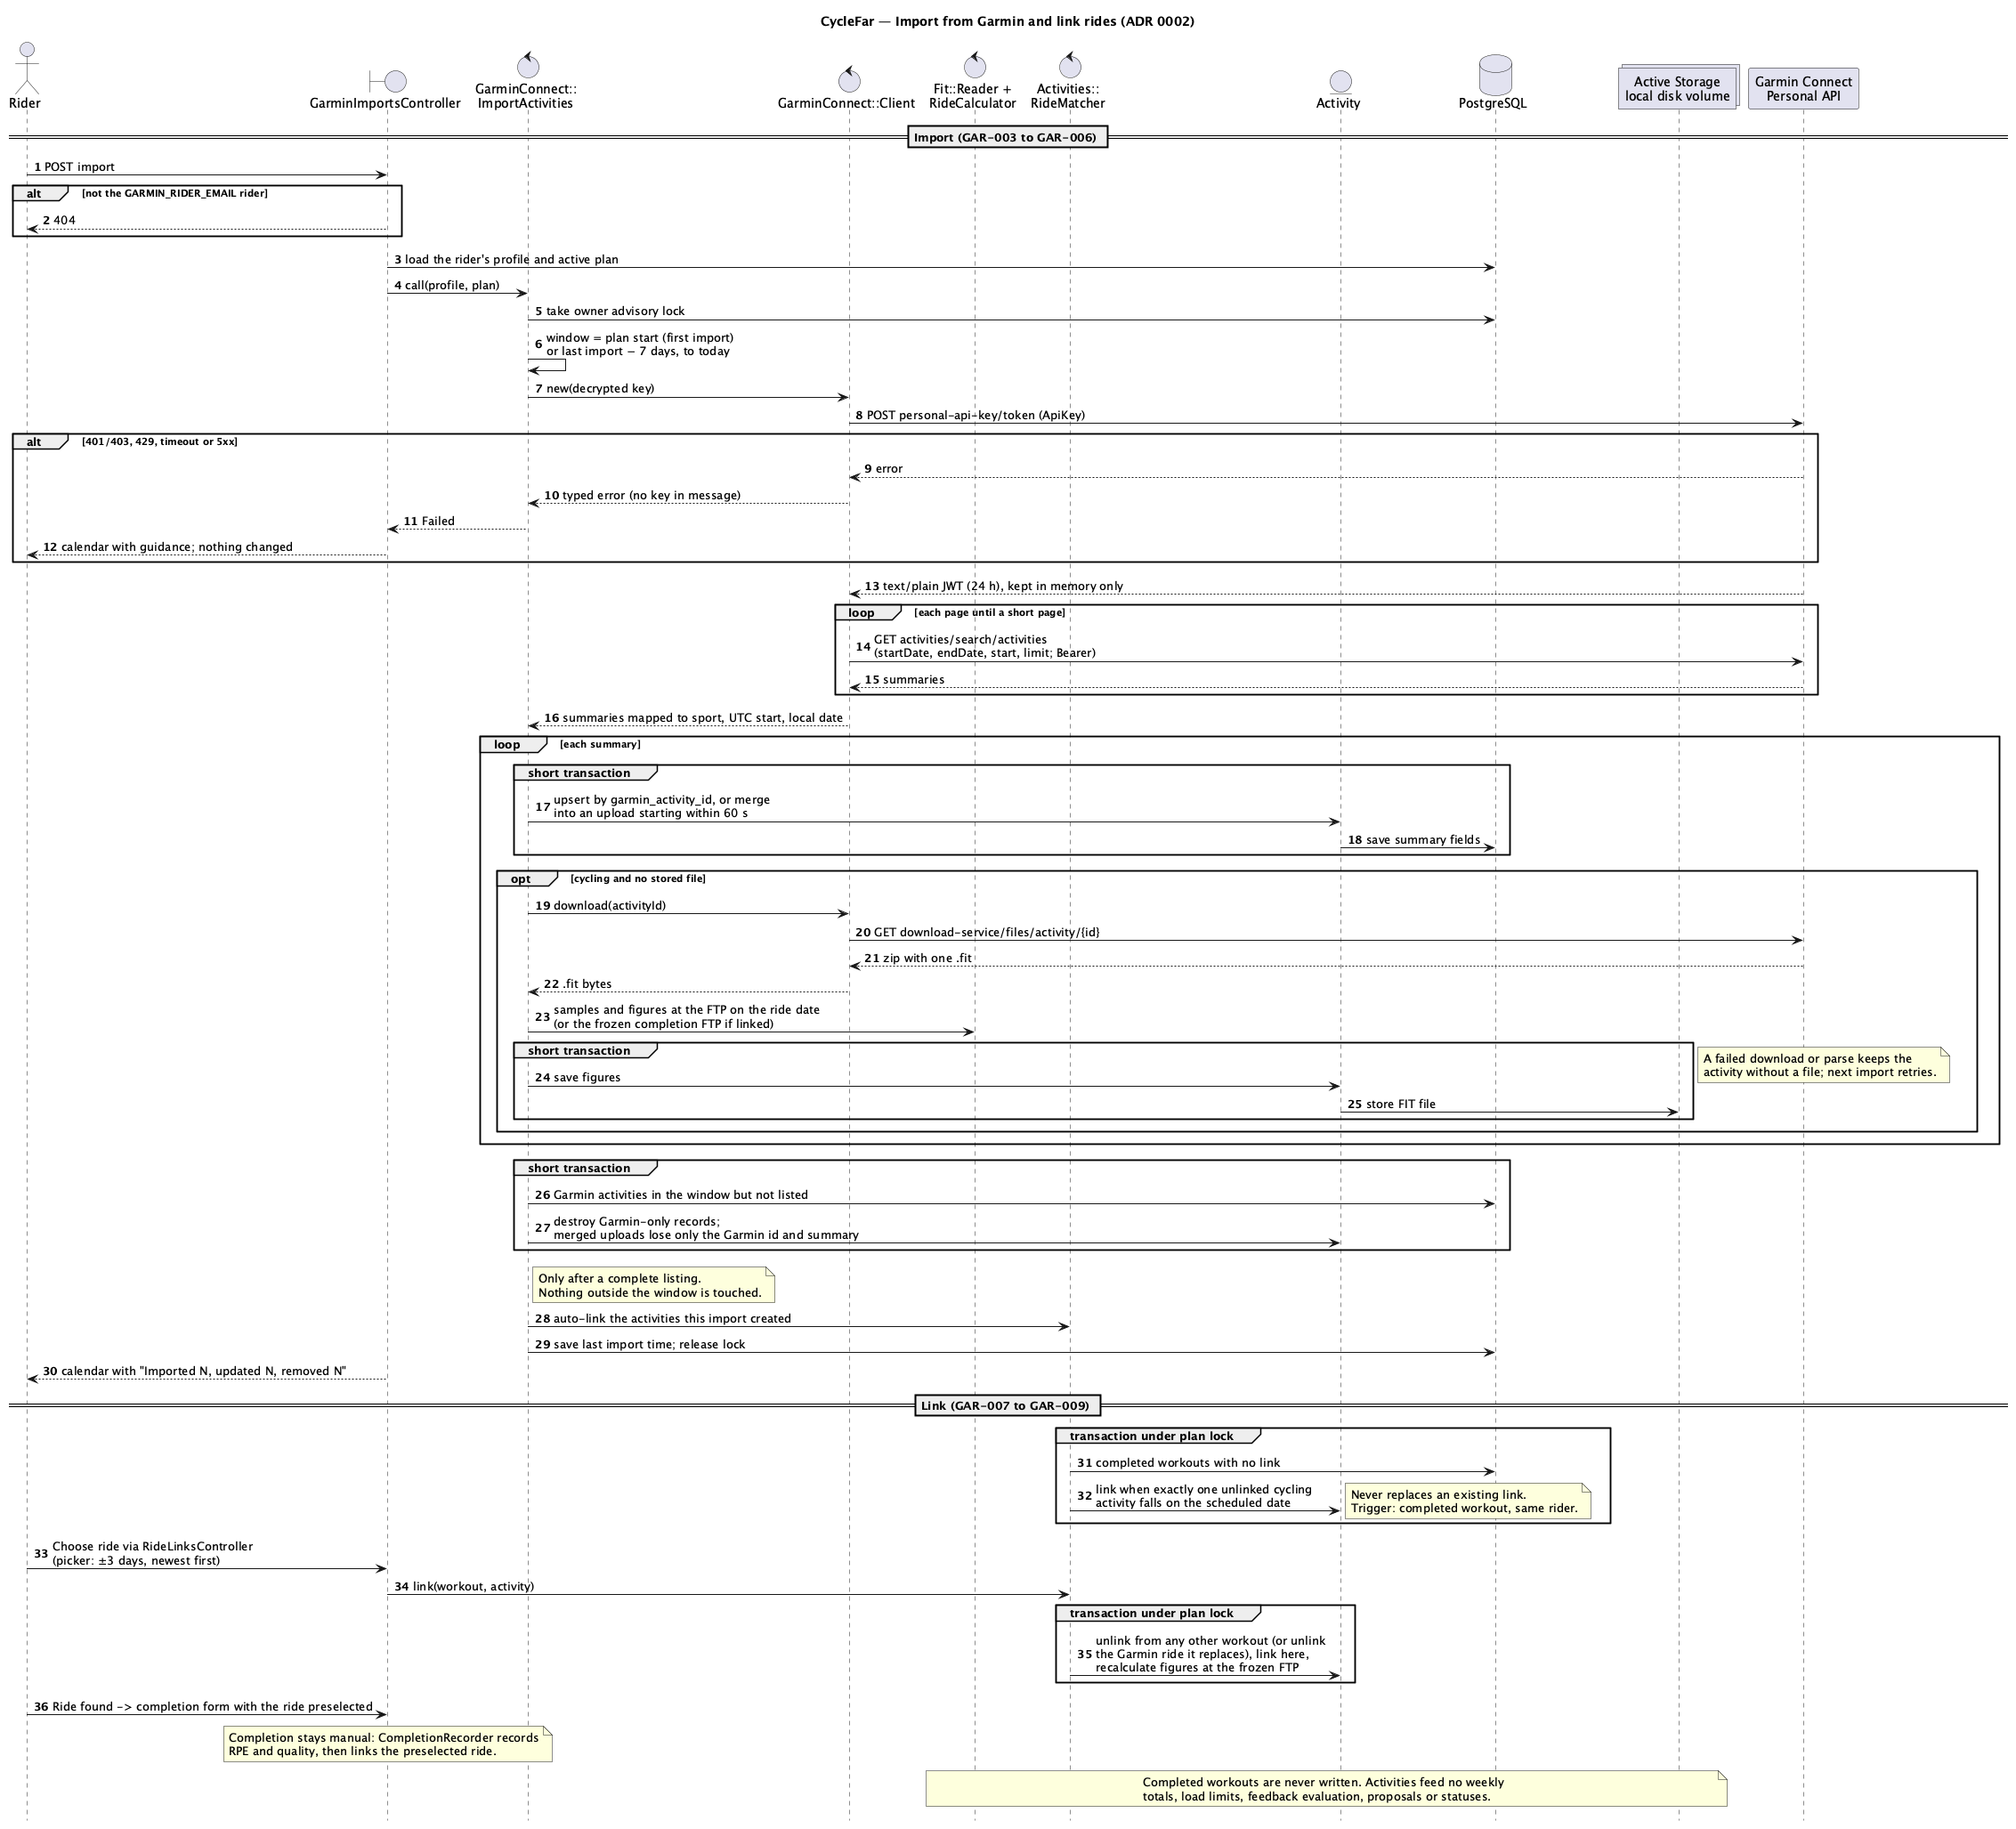 CycleFar — Import from Garmin and link rides (ADR 0002)
Rider
GarminImportsController
GarminConnect::
ImportActivities
GarminConnect::Client
Fit::Reader +
RideCalculator
Activities::
RideMatcher
Activity
PostgreSQL
Active Storage
local disk volume
Garmin Connect
Personal API
Import (GAR-003 to GAR-006)
1 POST import
alt [not the GARMIN_RIDER_EMAIL rider]
2 404
3 load the rider's profile and active plan
4 call(profile, plan)
5 take owner advisory lock
6 window = plan start (first import)
or last import − 7 days, to today
7 new(decrypted key)
8 POST personal-api-key/token (ApiKey)
alt [401/403, 429, timeout or 5xx]
9 error
10 typed error (no key in message)
11 Failed
12 calendar with guidance; nothing changed
13 text/plain JWT (24 h), kept in memory only
loop [each page until a short page]
14 GET activities/search/activities
(startDate, endDate, start, limit; Bearer)
15 summaries
16 summaries mapped to sport, UTC start, local date
loop [each summary]
short transaction
17 upsert by garmin_activity_id, or merge
into an upload starting within 60 s
18 save summary fields
opt [cycling and no stored file]
19 download(activityId)
20 GET download-service/files/activity/{id}
21 zip with one .fit
22 .fit bytes
23 samples and figures at the FTP on the ride date
(or the frozen completion FTP if linked)
short transaction
A failed download or parse keeps the
activity without a file; next import retries.
24 save figures
25 store FIT file
short transaction
26 Garmin activities in the window but not listed
27 destroy Garmin-only records;
merged uploads lose only the Garmin id and summary
Only after a complete listing.
Nothing outside the window is touched.
28 auto-link the activities this import created
29 save last import time; release lock
30 calendar with "Imported N, updated N, removed N"
Link (GAR-007 to GAR-009)
transaction under plan lock
31 completed workouts with no link
32 link when exactly one unlinked cycling
activity falls on the scheduled date
Never replaces an existing link.
Trigger: completed workout, same rider.
33 Choose ride via RideLinksController
(picker: ±3 days, newest first)
34 link(workout, activity)
transaction under plan lock
35 unlink from any other workout (or unlink
the Garmin ride it replaces), link here,
recalculate figures at the frozen FTP
36 Ride found -> completion form with the ride preselected
Completion stays manual: CompletionRecorder records
RPE and quality, then links the preselected ride.
Completed workouts are never written. Activities feed no weekly
totals, load limits, feedback evaluation, proposals or statuses.